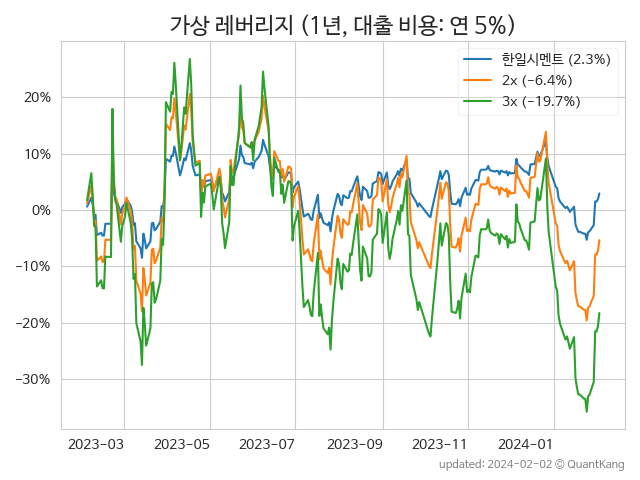 가상 레버리지 (1년, 대출 비용: 연 5%)
한일시멘트 (2.3%)
2x (−6.4%)
3x (−19.7%)
20%
10%
0%
−10%
−20%
−30%
2023-03 2023-05 2023-07 2023-09 2023-11 2024-01
updated: 2024-02-02 © QuantKang